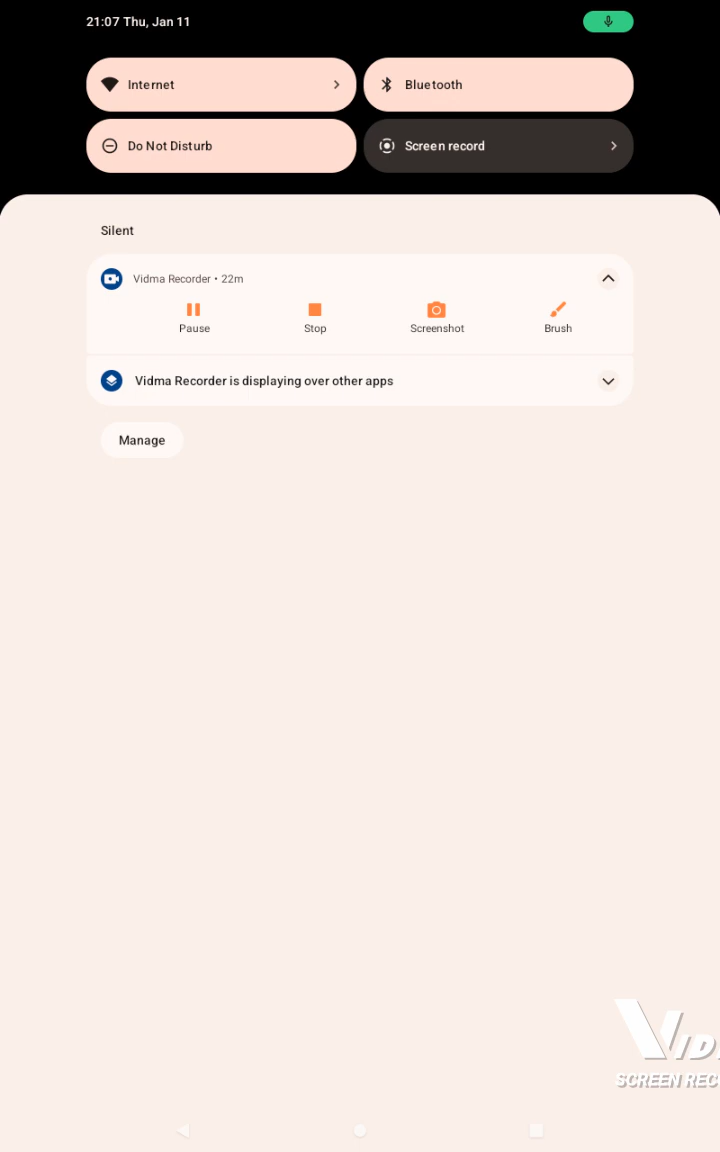 21:07 Thu, Jan 11
Internet
Bluetooth
Do Not Disturb
Screen record
Silent
Vidma Recorder • 22m
Pause
Stop
Screenshot
Brush
Vidma Recorder is displaying over other apps
Manage
VID
SCREEN REC